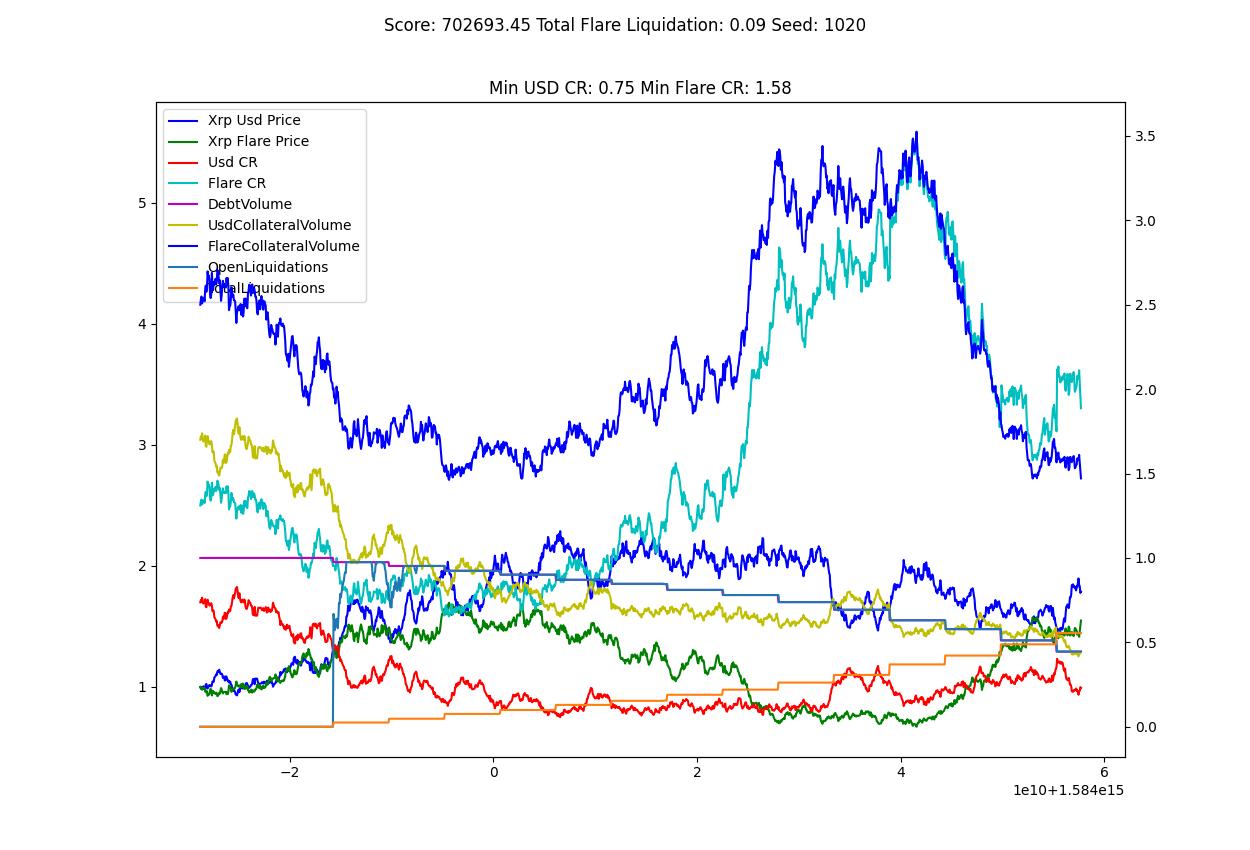 Score: 702693.45 Total Flare Liquidation: 0.09 Seed: 1020
Min USD CR: 0.75 Min Flare CR: 1.58
Xrp Usd Price
Xrp Flare Price
Usd CR
Flare CR
DebtVolume
UsdCollateralVolume
FlareCollateralVolume
OpenLiquidations
TotalLiquidations
5
4
3
2
1
3.5
3.0
2.5
2.0
1.5
1.0
0.5
0.0
−2
0
2
4
6
1e10+1.584e15